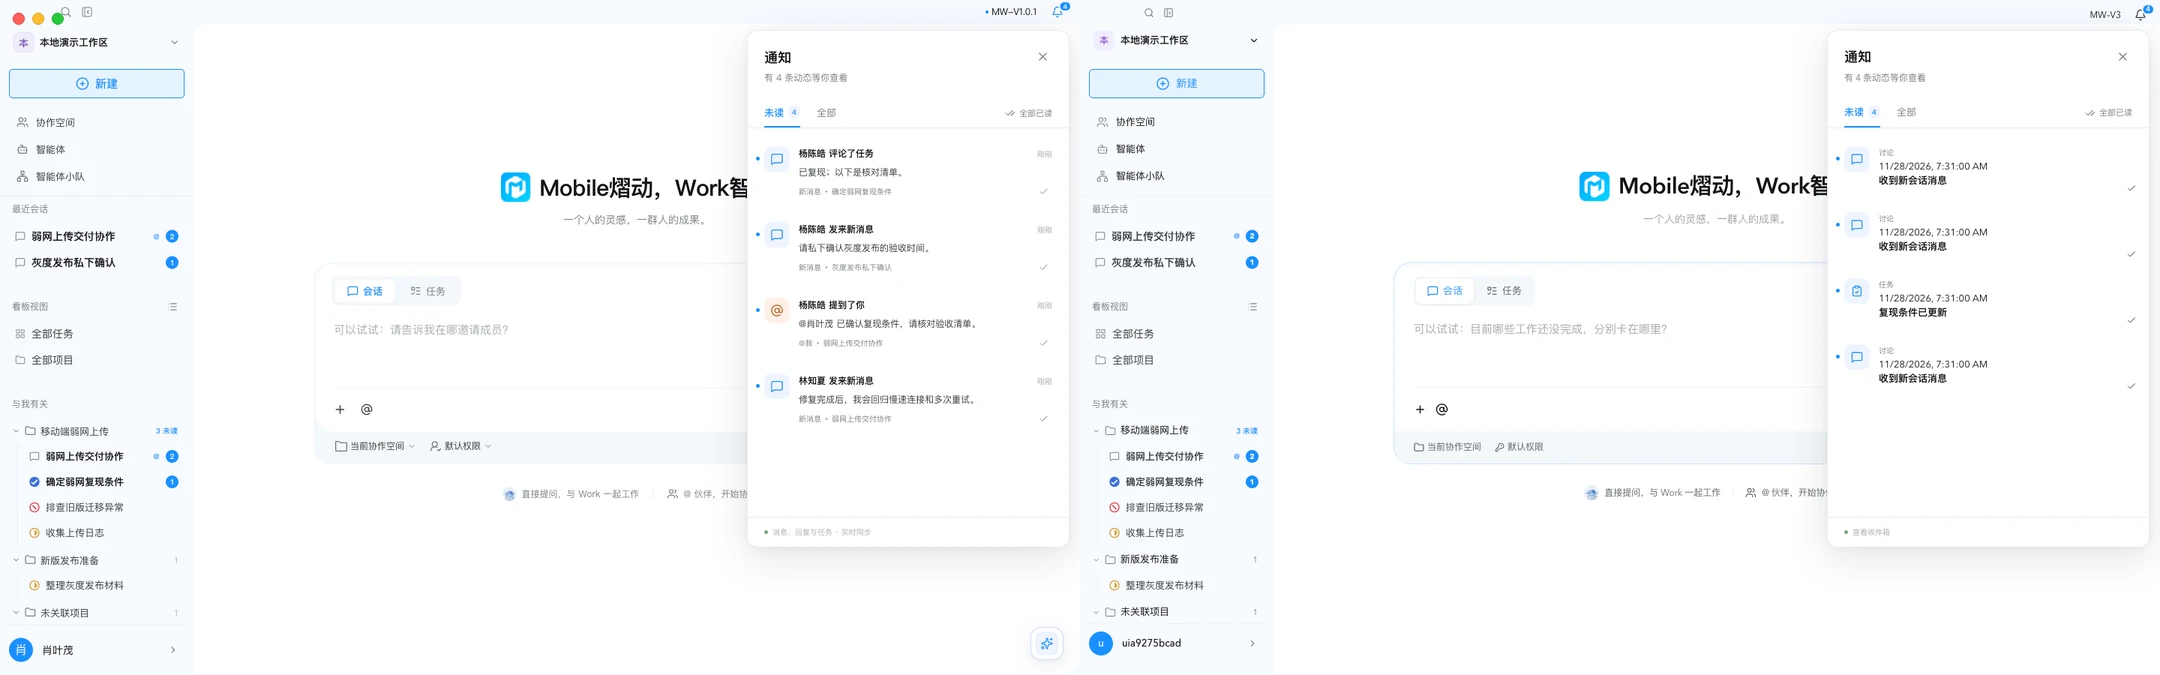 MW-V1.0.1
4
本 本地演示工作区
新建
协作空间
智能体
智能体小队
最近会话
弱网上传交付协作 @ 2
灰度发布私下确认 1
看板视图
全部任务
全部项目
与我有关
移动端弱网上传 3 未读
弱网上传交付协作 @ 2
确定弱网复现条件 1
排查旧版迁移异常
收集上传日志
新版发布准备 1
整理灰度发布材料
未关联项目 1
肖 肖叶茂
Mobile熠动，Work智
一个人的灵感，一群人的成果。
会话 任务
可以试试：请告诉我在哪邀请成员？
+ @
当前协作空间 默认权限
直接提问，与 Work 一起工作 @ 伙伴，开始协
通知
有 4 条动态等你查看
未读 4 全部 全部已读
杨陈皓 评论了任务 刚刚
已复现；以下是核对清单。
新消息 · 确定弱网复现条件
杨陈皓 发来新消息 刚刚
请私下确认灰度发布的验收时间。
新消息 · 灰度发布私下确认
@ 杨陈皓 提到了你 刚刚
@肖叶茂 已确认复现条件，请核对验收清单。
@我 · 弱网上传交付协作
林知夏 发来新消息 刚刚
修复完成后，我会回归慢速连接和多次重试。
新消息 · 弱网上传交付协作
消息、回复与任务 · 实时同步
MW-V3
4
本 本地演示工作区
新建
协作空间
智能体
智能体小队
最近会话
弱网上传交付协作 @ 2
灰度发布私下确认 1
看板视图
全部任务
全部项目
与我有关
移动端弱网上传 3 未读
弱网上传交付协作 @ 2
确定弱网复现条件 1
排查旧版迁移异常
收集上传日志
新版发布准备 1
整理灰度发布材料
未关联项目 1
u uia9275bcad
Mobile熠动，Work智
一个人的灵感，一群人的成果。
会话 任务
可以试试：目前哪些工作还没完成，分别卡在哪里？
+ @
当前协作空间 默认权限
直接提问，与 Work 一起工作 @ 伙伴，开始协
通知
有 4 条动态等你查看
未读 4 全部 全部已读
讨论
11/28/2026, 7:31:00 AM
收到新会话消息
讨论
11/28/2026, 7:31:00 AM
收到新会话消息
任务
11/28/2026, 7:31:00 AM
复现条件已更新
讨论
11/28/2026, 7:31:00 AM
收到新会话消息
查看收件箱